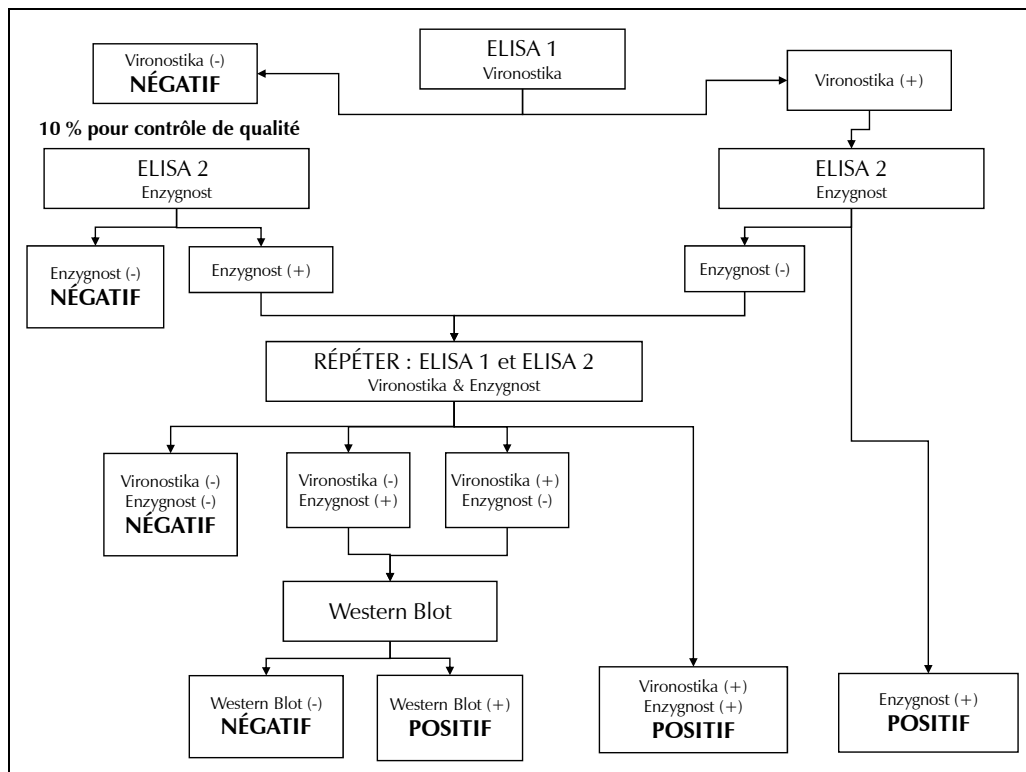 ELISA 1
Vironostika
Vironostika (-)
NÉGATIF
Vironostika (+)
10 % pour contrôle de qualité
ELISA 2
Enzygnost
ELISA 2
Enzygnost
Enzygnost (-)
NÉGATIF
Enzygnost (+)
Enzygnost (-)
RÉPÉTER : ELISA 1 et ELISA 2
Vironostika & Enzygnost
Vironostika (-)
Enzygnost (-)
NÉGATIF
Vironostika (-)
Enzygnost (+)
Vironostika (+)
Enzygnost (-)
Western Blot
Western Blot (-)
NÉGATIF
Western Blot (+)
POSITIF
Vironostika (+)
Enzygnost (+)
POSITIF
Enzygnost (+)
POSITIF